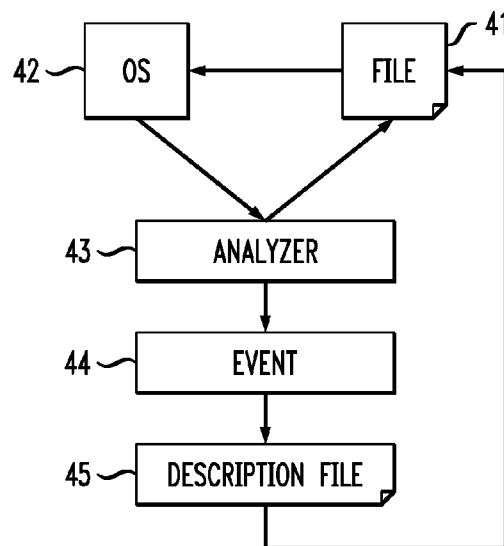 42 OS FILE 41
43 ANALYZER
44 EVENT
45 DESCRIPTION FILE